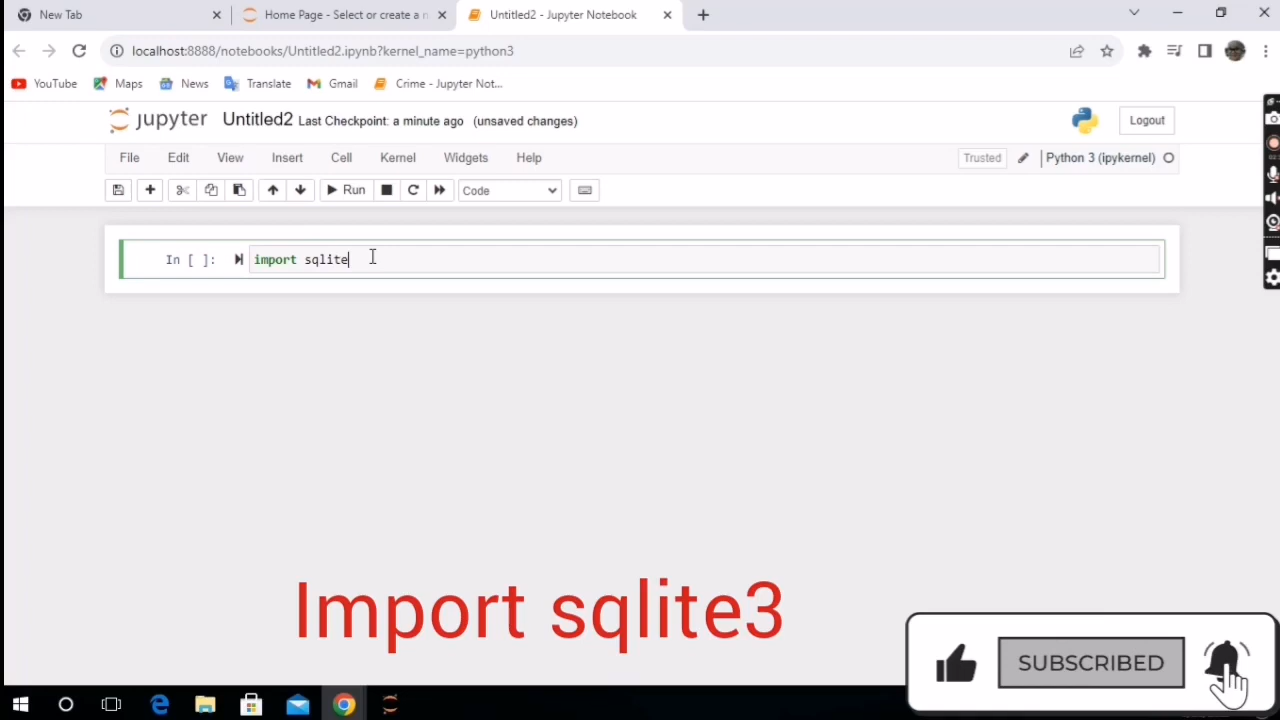 New Tab
Home Page - Select or create a n
Untitled2 - Jupyter Notebook
localhost:8888/notebooks/Untitled2.ipynb?kernel_name=python3
YouTube Maps News Translate Gmail Crime - Jupyter Not...
jupyter Untitled2 Last Checkpoint: a minute ago (unsaved changes)
Logout
File Edit View Insert Cell Kernel Widgets Help
Trusted Python 3 (ipykernel)
Run Code
In [ ]: import sqlite
Import sqlite3
SUBSCRIBED